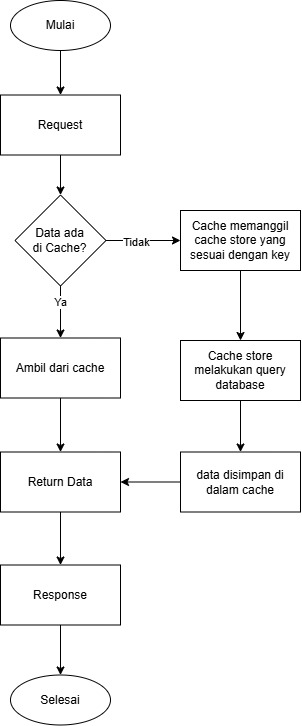 Mulai
Request
Data ada
di Cache?
Tidak
Cache memanggil
cache store yang
sesuai dengan key
Ya
Ambil dari cache
Cache store
melakukan query
database
Return Data
data disimpan di
dalam cache
Response
Selesai